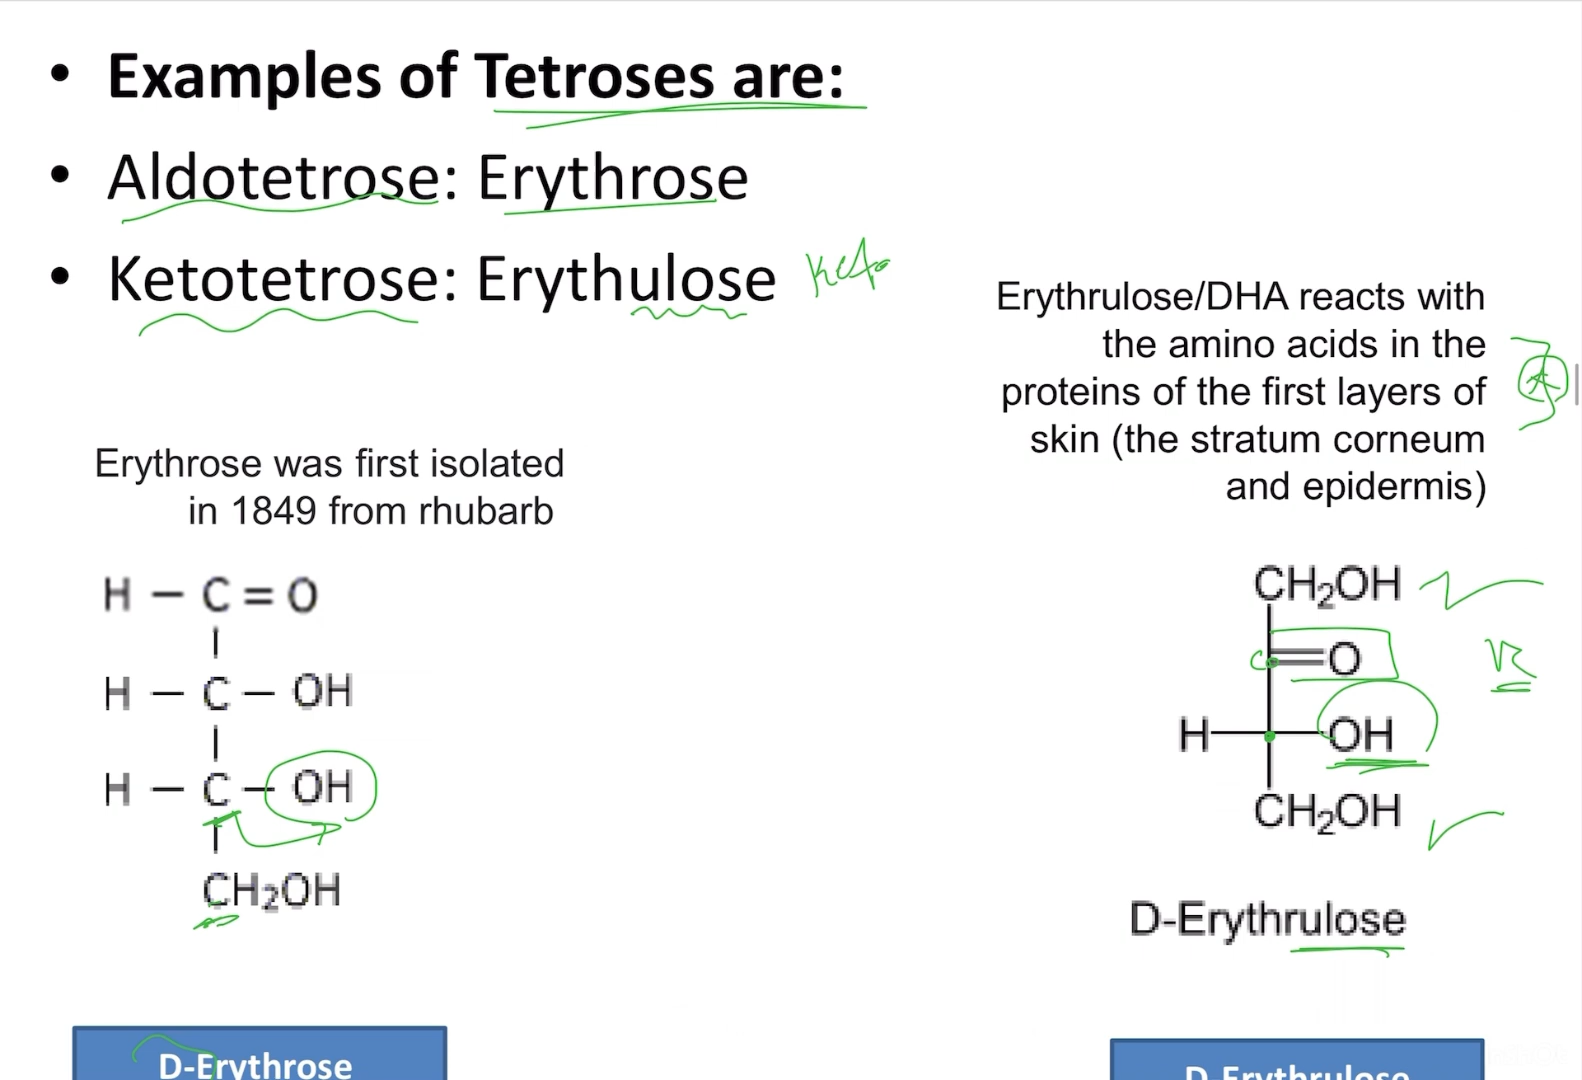 • Examples of Tetroses are:
• Aldotetrose: Erythrose
• Ketotetrose: Erythulose Keto
Erythrulose/DHA reacts with
the amino acids in the
proteins of the first layers of
skin (the stratum corneum
and epidermis)
Erythrose was first isolated
in 1849 from rhubarb
H – C = O
H – C – OH
H – C – OH
CH₂OH
CH₂OH
C=O
H OH
CH₂OH
D-Erythrulose
D-Erythrose
D-Erythrulose